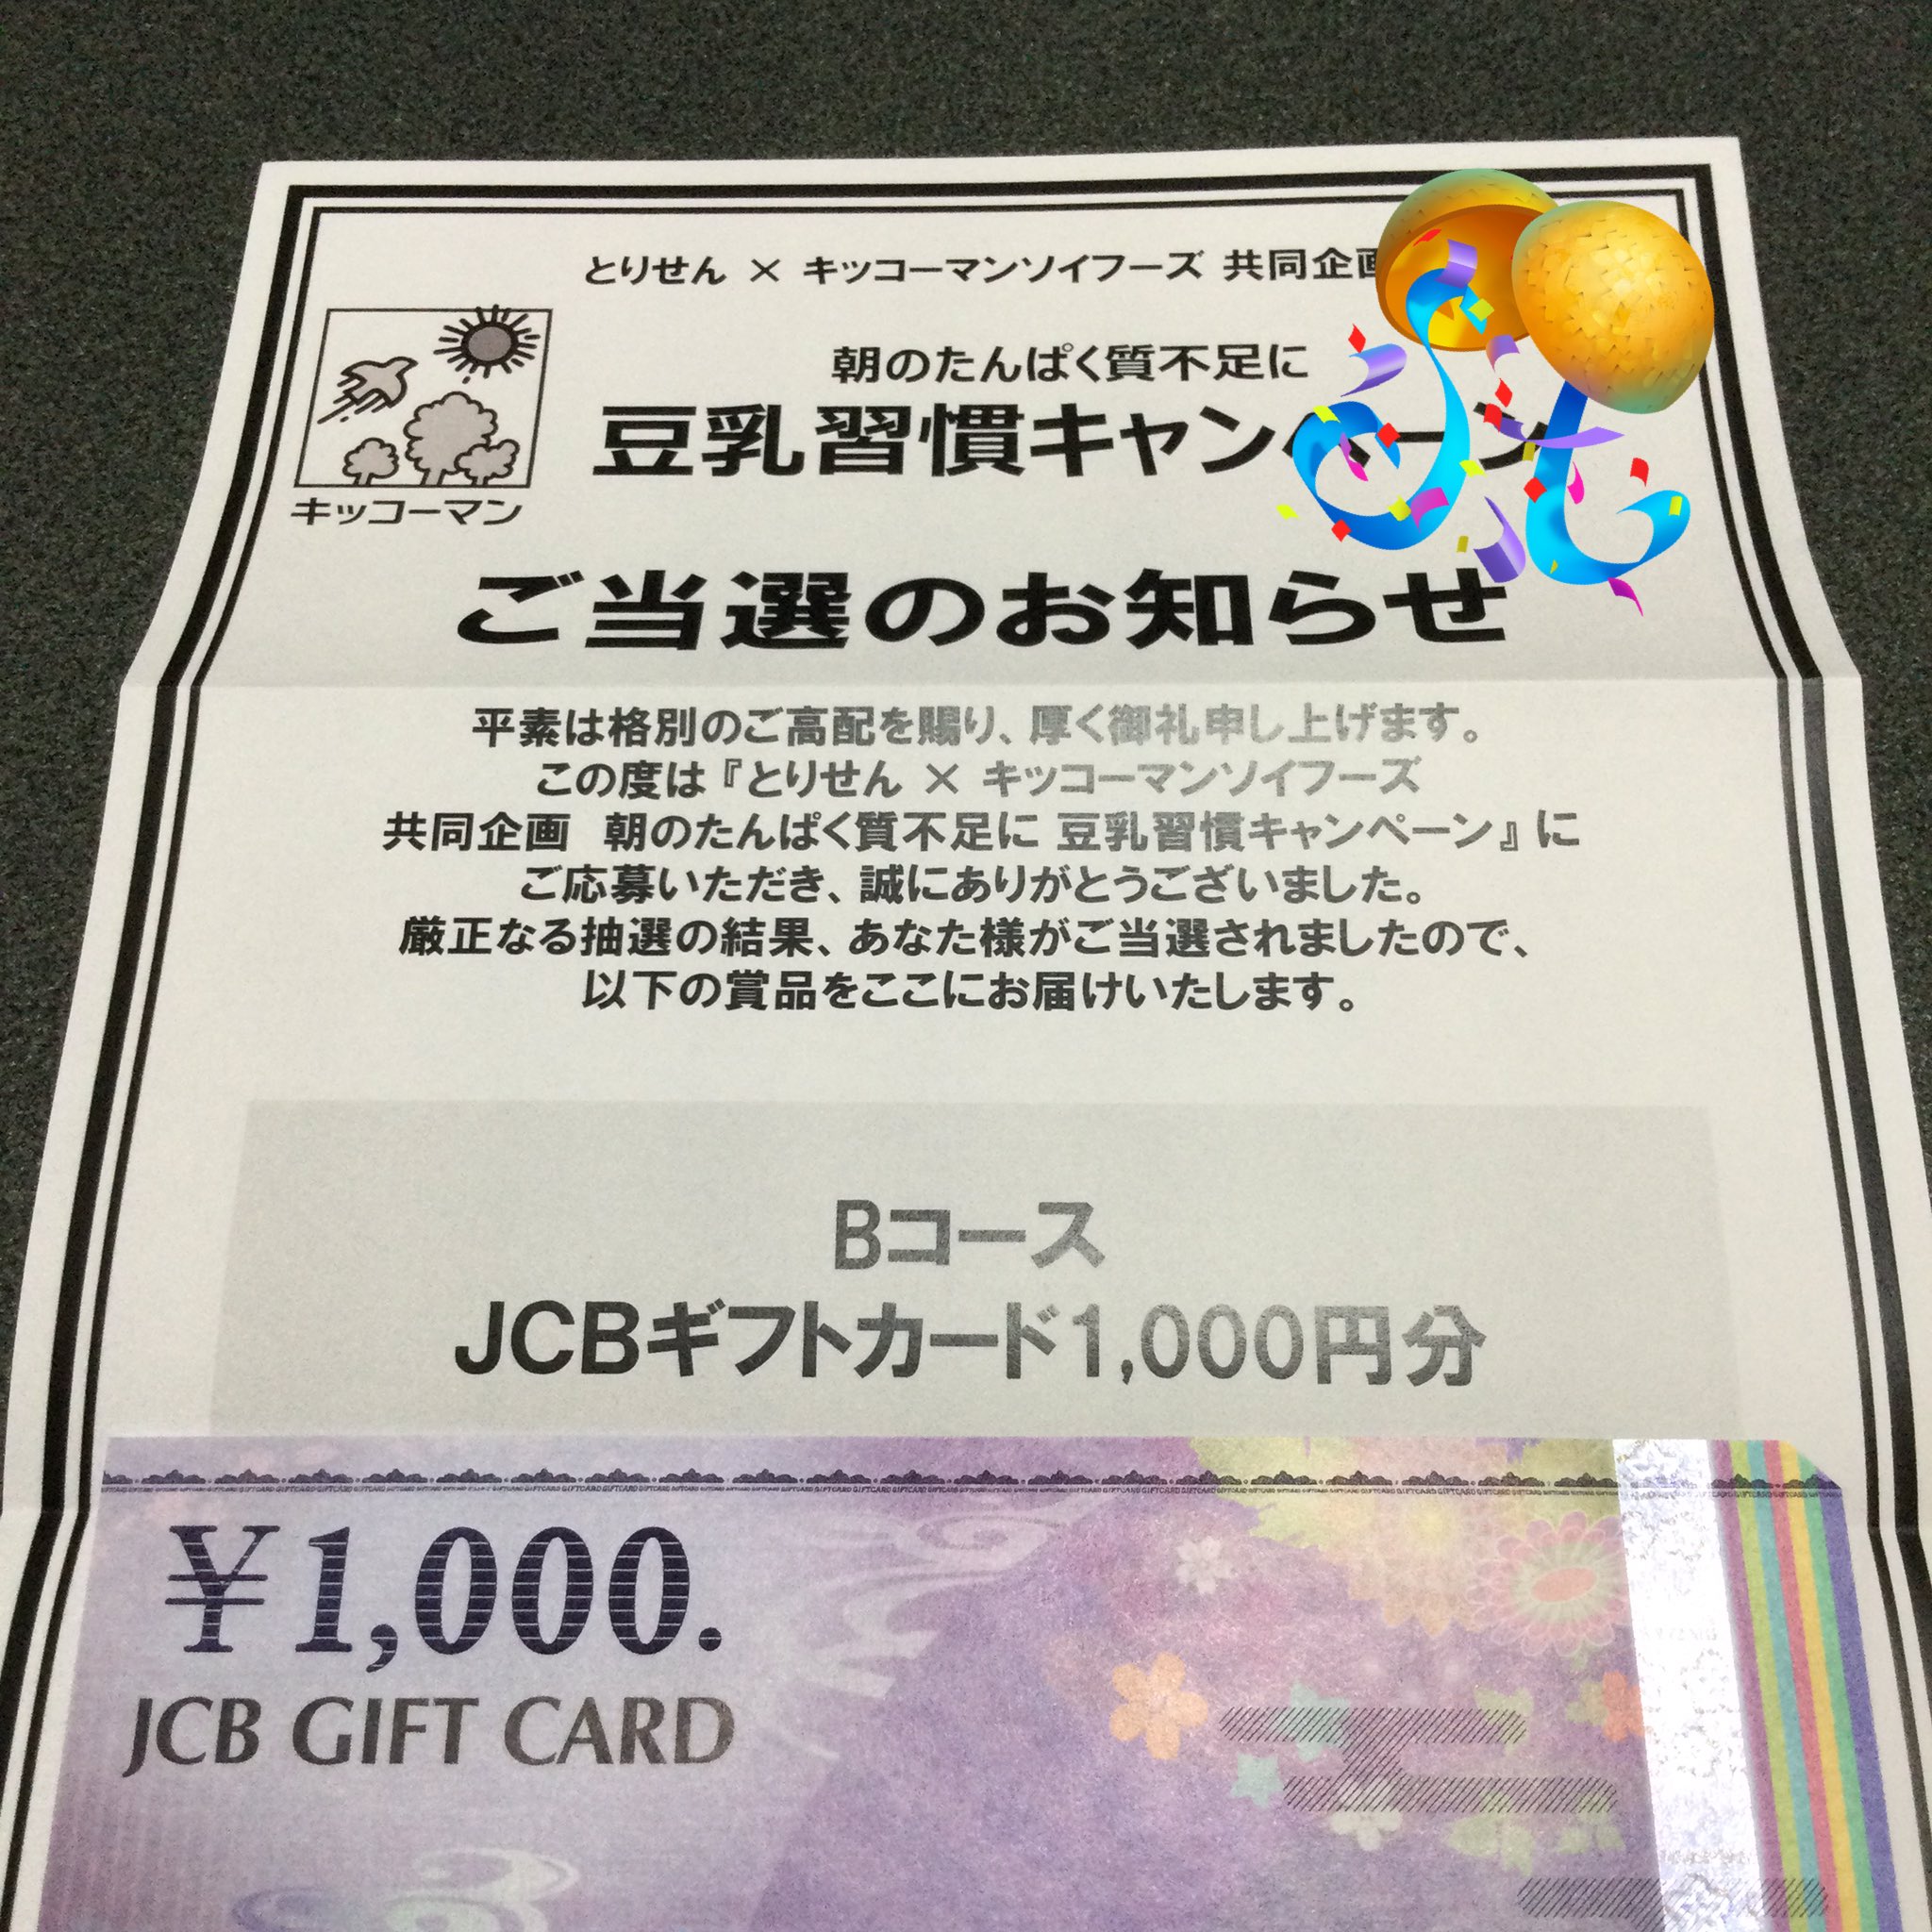 とりせん × キッコーマンソイフーズ 共同企画
朝のたんぱく質不足に
豆乳習慣キャンペーン
キッコーマン
ご当選のお知らせ
平素は格別のご高配を賜り、厚く御礼申し上げます。
この度は『とりせん × キッコーマンソイフーズ
共同企画 朝のたんぱく質不足に 豆乳習慣キャンペーン』に
ご応募いただき、誠にありがとうございました。
厳正なる抽選の結果、あなた様がご当選されましたので、
以下の賞品をここにお届けいたします。
Bコース
JCBギフトカード1,000円分
¥1,000.
JCB GIFT CARD